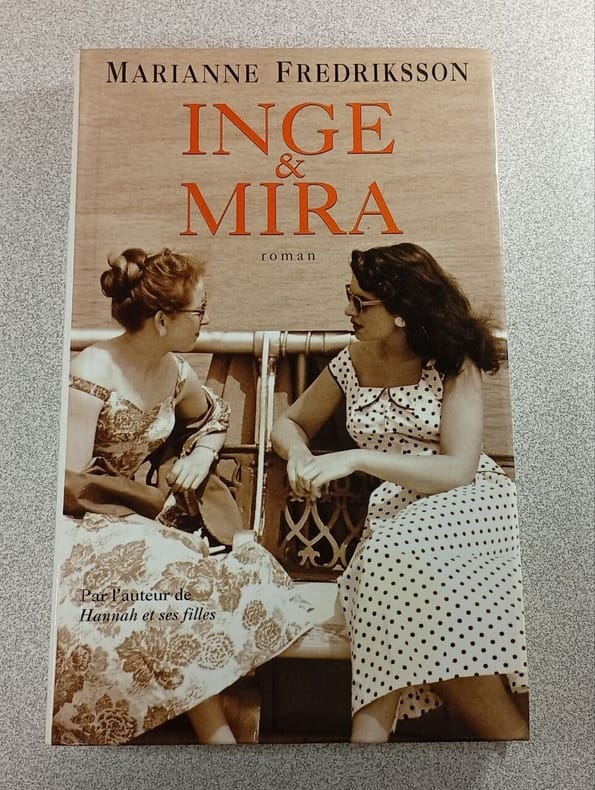 MARIANNE FREDRIKSSON
INGE
&
MIRA
roman
Par l'auteur de
Hannah et ses filles